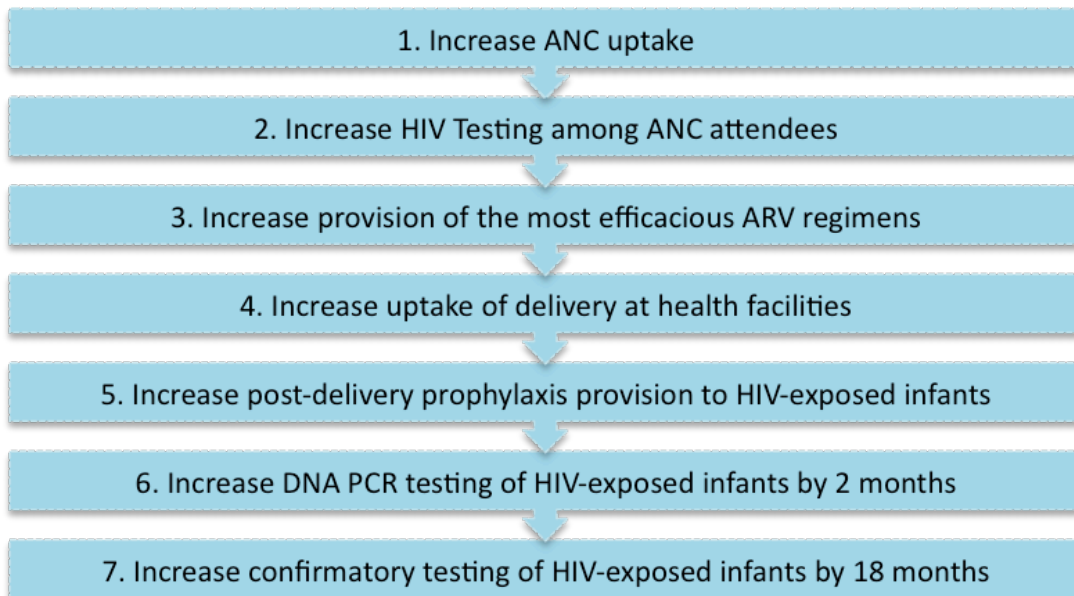 1. Increase ANC uptake
2. Increase HIV Testing among ANC attendees
3. Increase provision of the most efficacious ARV regimens
4. Increase uptake of delivery at health facilities
5. Increase post-delivery prophylaxis provision to HIV-exposed infants
6. Increase DNA PCR testing of HIV-exposed infants by 2 months
7. Increase confirmatory testing of HIV-exposed infants by 18 months